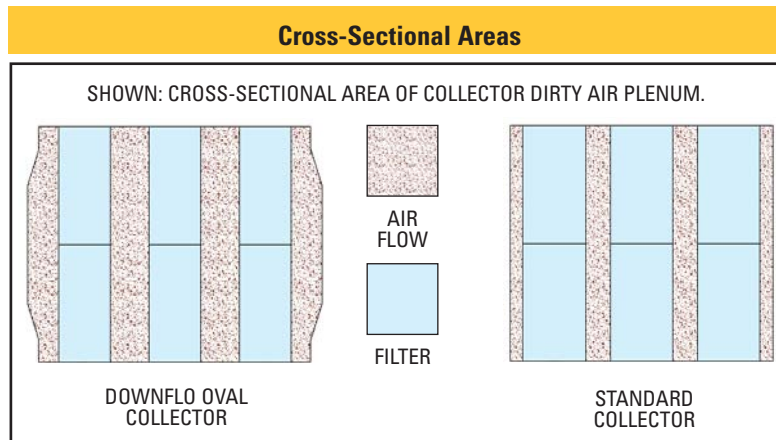 Cross-Sectional Areas
SHOWN: CROSS-SECTIONAL AREA OF COLLECTOR DIRTY AIR PLENUM.
AIR
FLOW
FILTER
DOWNFLO OVAL
COLLECTOR
STANDARD
COLLECTOR